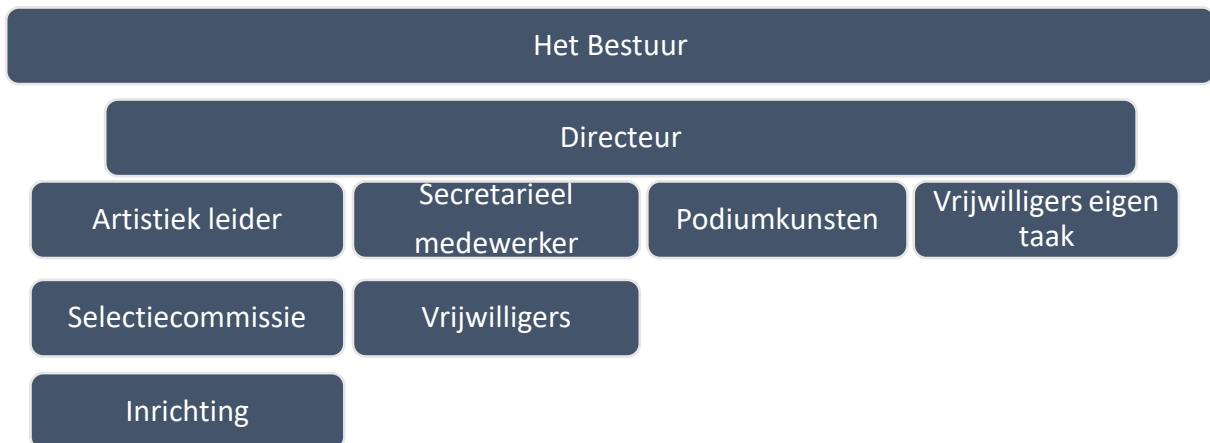 Het Bestuur
Directeur
Artistiek leider
Secretarieel
medewerker
Podiumkunsten
Vrijwilligers eigen
taak
Selectiecommissie
Vrijwilligers
Inrichting